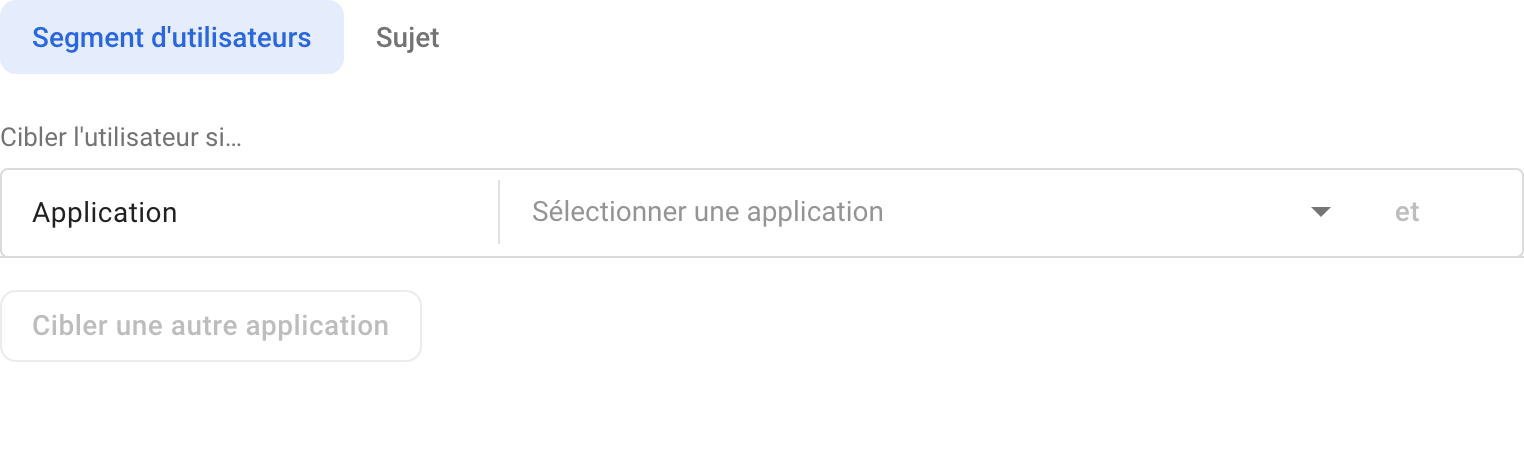 Segment d'utilisateurs Sujet
Cibler l'utilisateur si…
Application Sélectionner une application et
Cibler une autre application